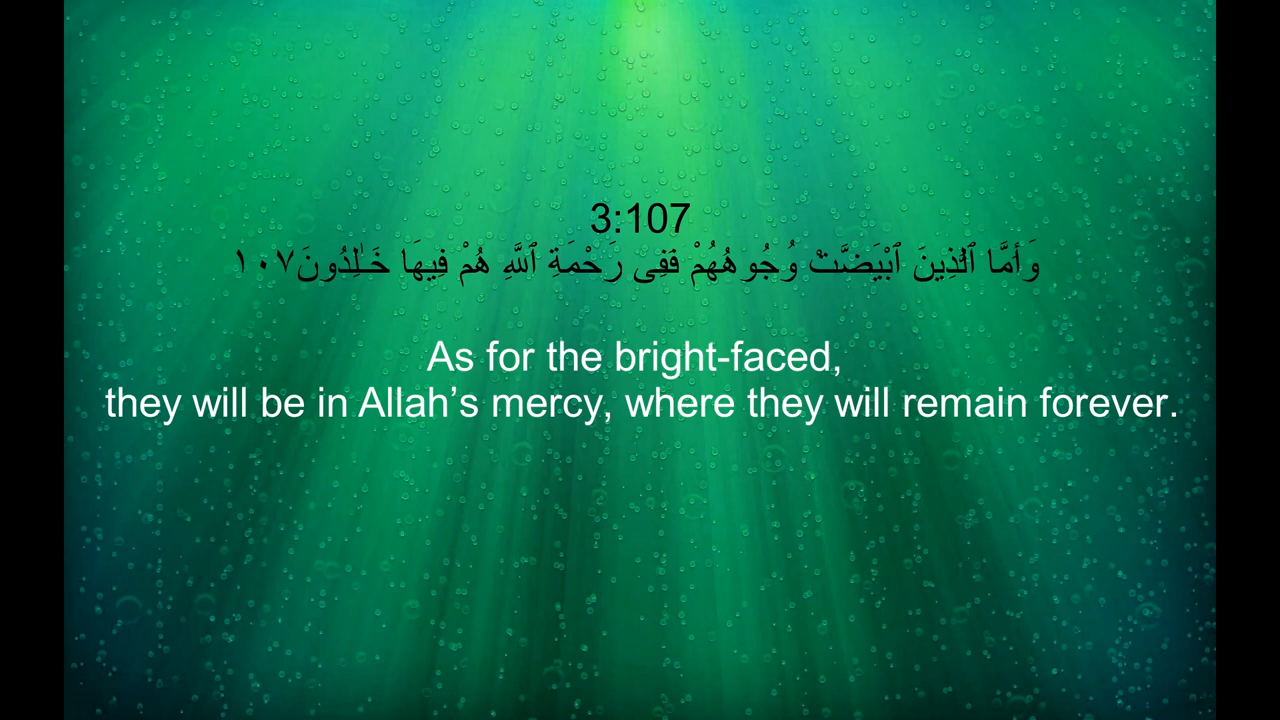 3:107
وَأَمَّا ٱلَّذِينَ ٱبْيَضَّتْ وُجُوهُهُمْ فَفِى رَحْمَةِ ٱللَّهِ هُمْ فِيهَا خَـٰلِدُونَ١٠٧
As for the bright-faced,
they will be in Allah’s mercy, where they will remain forever.